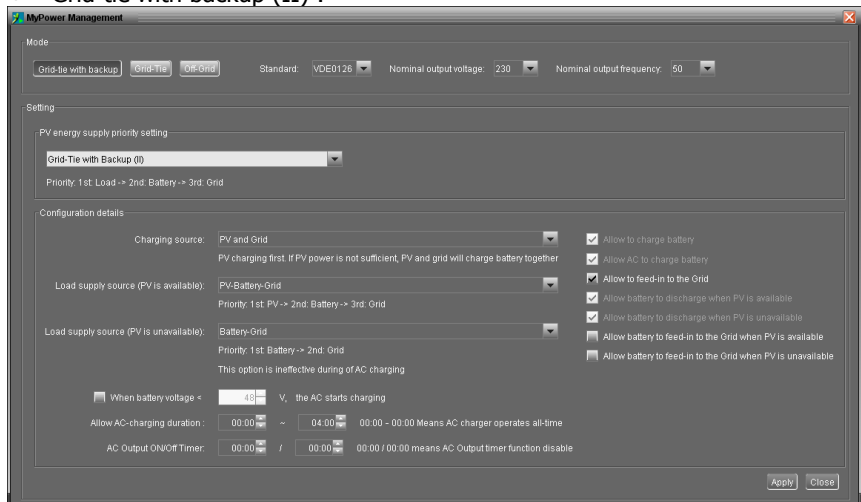 Grid-tie with backup (II) :
MyPower Management
Mode
Grid-tie with backup Grid-Tie Off-Grid Standard: VDE0126 Nominal output voltage: 230 Nominal output frequency: 50
Setting
PV energy supply priority setting
Grid-Tie with Backup (II)
Priority: 1st: Load -> 2nd: Battery -> 3rd: Grid
Configuration details
Charging source: PV and Grid
PV charging first. If PV power is not sufficient, PV and grid will charge battery together
Load supply source (PV is available): PV-Battery-Grid
Priority: 1st: PV -> 2nd: Battery -> 3rd: Grid
Load supply source (PV is unavailable): Battery-Grid
Priority: 1st: Battery -> 2nd: Grid
This option is ineffective during of AC charging
Allow to charge battery
Allow AC to charge battery
Allow to feed-in to the Grid
Allow battery to discharge when PV is available
Allow battery to discharge when PV is unavailable
Allow battery to feed-in to the Grid when PV is available
Allow battery to feed-in to the Grid when PV is unavailable
When battery voltage < 48 V, the AC starts charging
Allow AC-charging duration : 00:00 ~ 04:00 00:00 - 00:00 Means AC charger operates all-time
AC Output ON/Off Timer: 00:00 / 00:00 00:00 / 00:00 means AC Output timer function disable
Apply Close